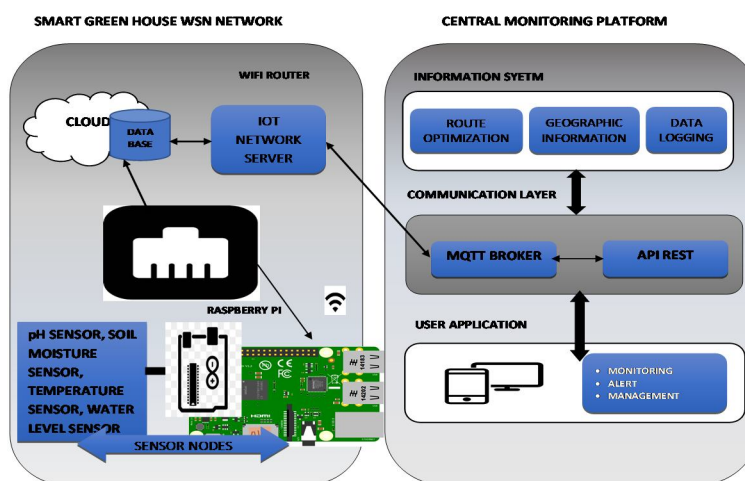 SMART GREEN HOUSE WSN NETWORK
CENTRAL MONITORING PLATFORM
WIFI ROUTER
CLOUD
DATA
BASE
IOT
NETWORK
SERVER
RASPBERRY PI
pH SENSOR, SOIL
MOISTURE
SENSOR,
TEMPERATURE
SENSOR, WATER
LEVEL SENSOR
HDMI
SENSOR NODES
INFORMATION SYETM
ROUTE
OPTIMIZATION
GEOGRAPHIC
INFORMATION
DATA
LOGGING
COMMUNICATION LAYER
MQTT BROKER
API REST
USER APPLICATION
• MONITORING
• ALERT
• MANAGEMENT